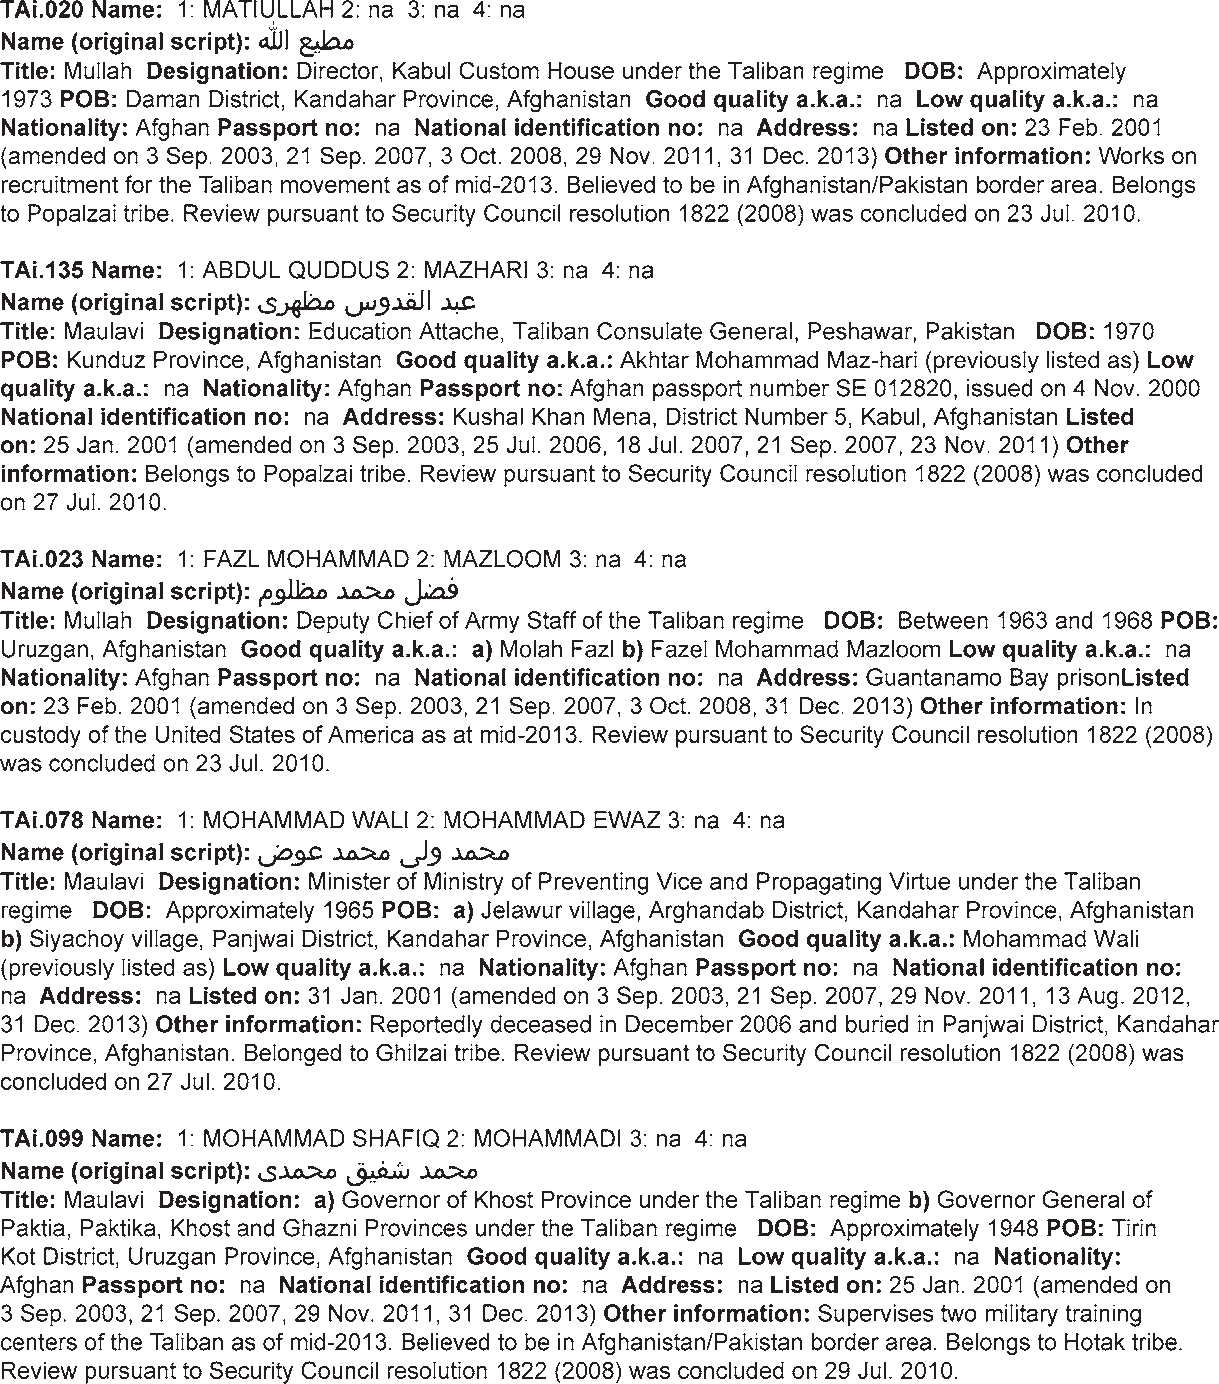 TAi.020 Name: 1: MATIULLAH 2: na 3: na 4: na
Name (original script): مطيع الله
Title: Mullah Designation: Director, Kabul Custom House under the Taliban regime DOB: Approximately
1973 POB: Daman District, Kandahar Province, Afghanistan Good quality a.k.a.: na Low quality a.k.a.: na
Nationality: Afghan Passport no: na National identification no: na Address: na Listed on: 23 Feb. 2001
(amended on 3 Sep. 2003, 21 Sep. 2007, 3 Oct. 2008, 29 Nov. 2011, 31 Dec. 2013) Other information: Works on
recruitment for the Taliban movement as of mid-2013. Believed to be in Afghanistan/Pakistan border area. Belongs
to Popalzai tribe. Review pursuant to Security Council resolution 1822 (2008) was concluded on 23 Jul. 2010.
TAi.135 Name: 1: ABDUL QUDDUS 2: MAZHARI 3: na 4: na
Name (original script): عبد القدوس مظهری
Title: Maulavi Designation: Education Attache, Taliban Consulate General, Peshawar, Pakistan DOB: 1970
POB: Kunduz Province, Afghanistan Good quality a.k.a.: Akhtar Mohammad Maz-hari (previously listed as) Low
quality a.k.a.: na Nationality: Afghan Passport no: Afghan passport number SE 012820, issued on 4 Nov. 2000
National identification no: na Address: Kushal Khan Mena, District Number 5, Kabul, Afghanistan Listed
on: 25 Jan. 2001 (amended on 3 Sep. 2003, 25 Jul. 2006, 18 Jul. 2007, 21 Sep. 2007, 23 Nov. 2011) Other
information: Belongs to Popalzai tribe. Review pursuant to Security Council resolution 1822 (2008) was concluded
on 27 Jul. 2010.
TAi.023 Name: 1: FAZL MOHAMMAD 2: MAZLOOM 3: na 4: na
Name (original script): فضل محمد مظلوم
Title: Mullah Designation: Deputy Chief of Army Staff of the Taliban regime DOB: Between 1963 and 1968 POB:
Uruzgan, Afghanistan Good quality a.k.a.: a) Molah Fazl b) Fazel Mohammad Mazloom Low quality a.k.a.: na
Nationality: Afghan Passport no: na National identification no: na Address: Guantanamo Bay prisonListed
on: 23 Feb. 2001 (amended on 3 Sep. 2003, 21 Sep. 2007, 3 Oct. 2008, 31 Dec. 2013) Other information: In
custody of the United States of America as at mid-2013. Review pursuant to Security Council resolution 1822 (2008)
was concluded on 23 Jul. 2010.
TAi.078 Name: 1: MOHAMMAD WALI 2: MOHAMMAD EWAZ 3: na 4: na
Name (original script): محمد ولی محمد عوض
Title: Maulavi Designation: Minister of Ministry of Preventing Vice and Propagating Virtue under the Taliban
regime DOB: Approximately 1965 POB: a) Jelawur village, Arghandab District, Kandahar Province, Afghanistan
b) Siyachoy village, Panjwai District, Kandahar Province, Afghanistan Good quality a.k.a.: Mohammad Wali
(previously listed as) Low quality a.k.a.: na Nationality: Afghan Passport no: na National identification no:
na Address: na Listed on: 31 Jan. 2001 (amended on 3 Sep. 2003, 21 Sep. 2007, 29 Nov. 2011, 13 Aug. 2012,
31 Dec. 2013) Other information: Reportedly deceased in December 2006 and buried in Panjwai District, Kandahar
Province, Afghanistan. Belonged to Ghilzai tribe. Review pursuant to Security Council resolution 1822 (2008) was
concluded on 27 Jul. 2010.
TAi.099 Name: 1: MOHAMMAD SHAFIQ 2: MOHAMMADI 3: na 4: na
Name (original script): محمد شفیق محمدی
Title: Maulavi Designation: a) Governor of Khost Province under the Taliban regime b) Governor General of
Paktia, Paktika, Khost and Ghazni Provinces under the Taliban regime DOB: Approximately 1948 POB: Tirin
Kot District, Uruzgan Province, Afghanistan Good quality a.k.a.: na Low quality a.k.a.: na Nationality:
Afghan Passport no: na National identification no: na Address: na Listed on: 25 Jan. 2001 (amended on
3 Sep. 2003, 21 Sep. 2007, 29 Nov. 2011, 31 Dec. 2013) Other information: Supervises two military training
centers of the Taliban as of mid-2013. Believed to be in Afghanistan/Pakistan border area. Belongs to Hotak tribe.
Review pursuant to Security Council resolution 1822 (2008) was concluded on 29 Jul. 2010.